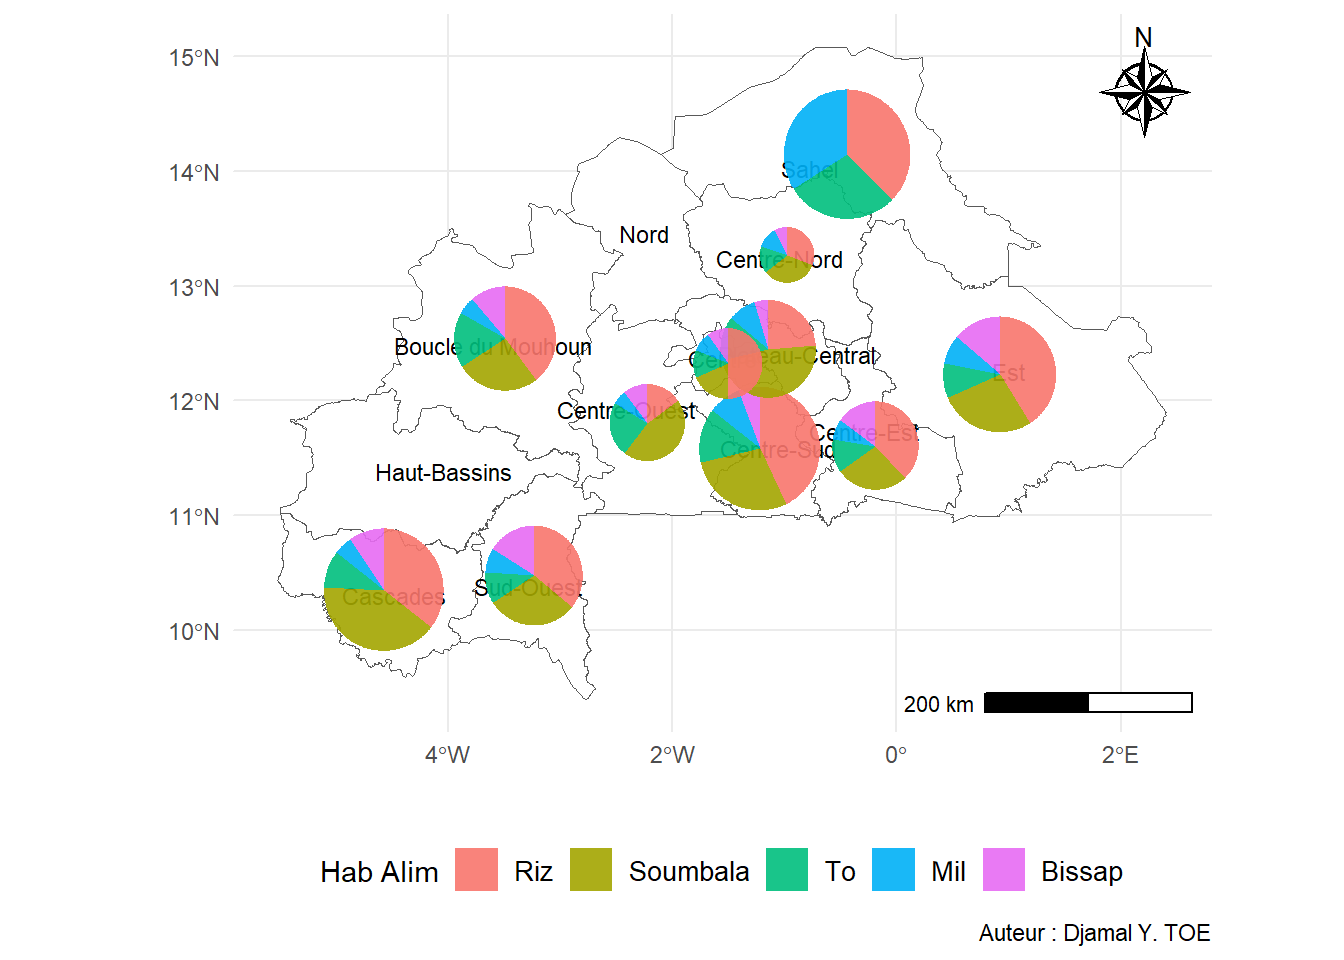 N
15°N
14°N
13°N
12°N
11°N
10°N
Sahel
Nord
Centre-Nord
Boucle du Mouhoun
eau-Central
Est
Centre-Ouest
Centre-Est
Centre-Sud
Haut-Bassins
Cascades
Sud-Ouest
200 km
4°W
2°W
0°
2°E
Hab Alim Riz Soumbala To Mil Bissap
Auteur : Djamal Y. TOE